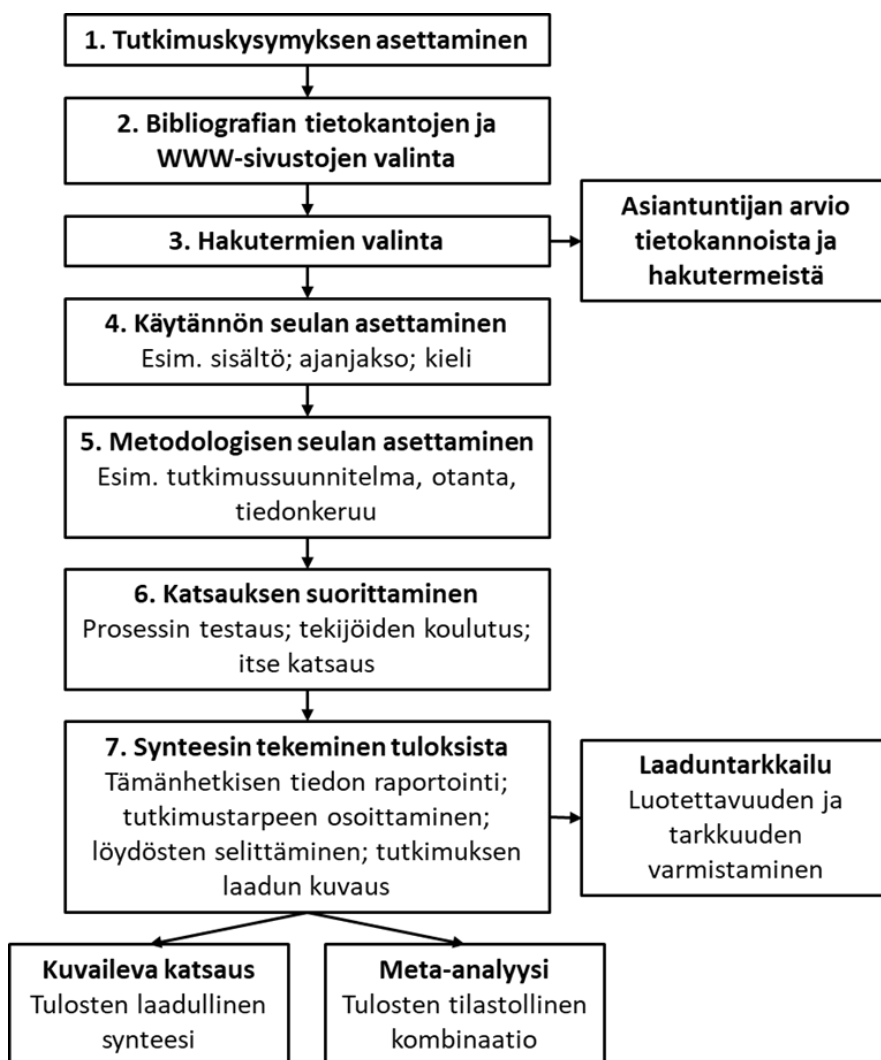 1. Tutkimuskysymyksen asettaminen
2. Bibliografian tietokantojen ja
WWW-sivustojen valinta
3. Hakutermien valinta
Asiantuntijan arvio
tietokannoista ja
hakutermeistä
4. Käytännön seulan asettaminen
Esim. sisältö; ajanjakso; kieli
5. Metodologisen seulan asettaminen
Esim. tutkimussuunnitelma, otanta,
tiedonkeruu
6. Katsauksen suorittaminen
Prosessin testaus; tekijöiden koulutus;
itse katsaus
7. Synteesin tekeminen tuloksista
Tämänhetkisen tiedon raportointi;
tutkimustarpeen osoittaminen;
löydösten selittäminen; tutkimuksen
laadun kuvaus
Laaduntarkkailu
Luotettavuuden ja
tarkkuuden
varmistaminen
Kuvaileva katsaus
Tulosten laadullinen
synteesi
Meta-analyysi
Tulosten tilastollinen
kombinaatio